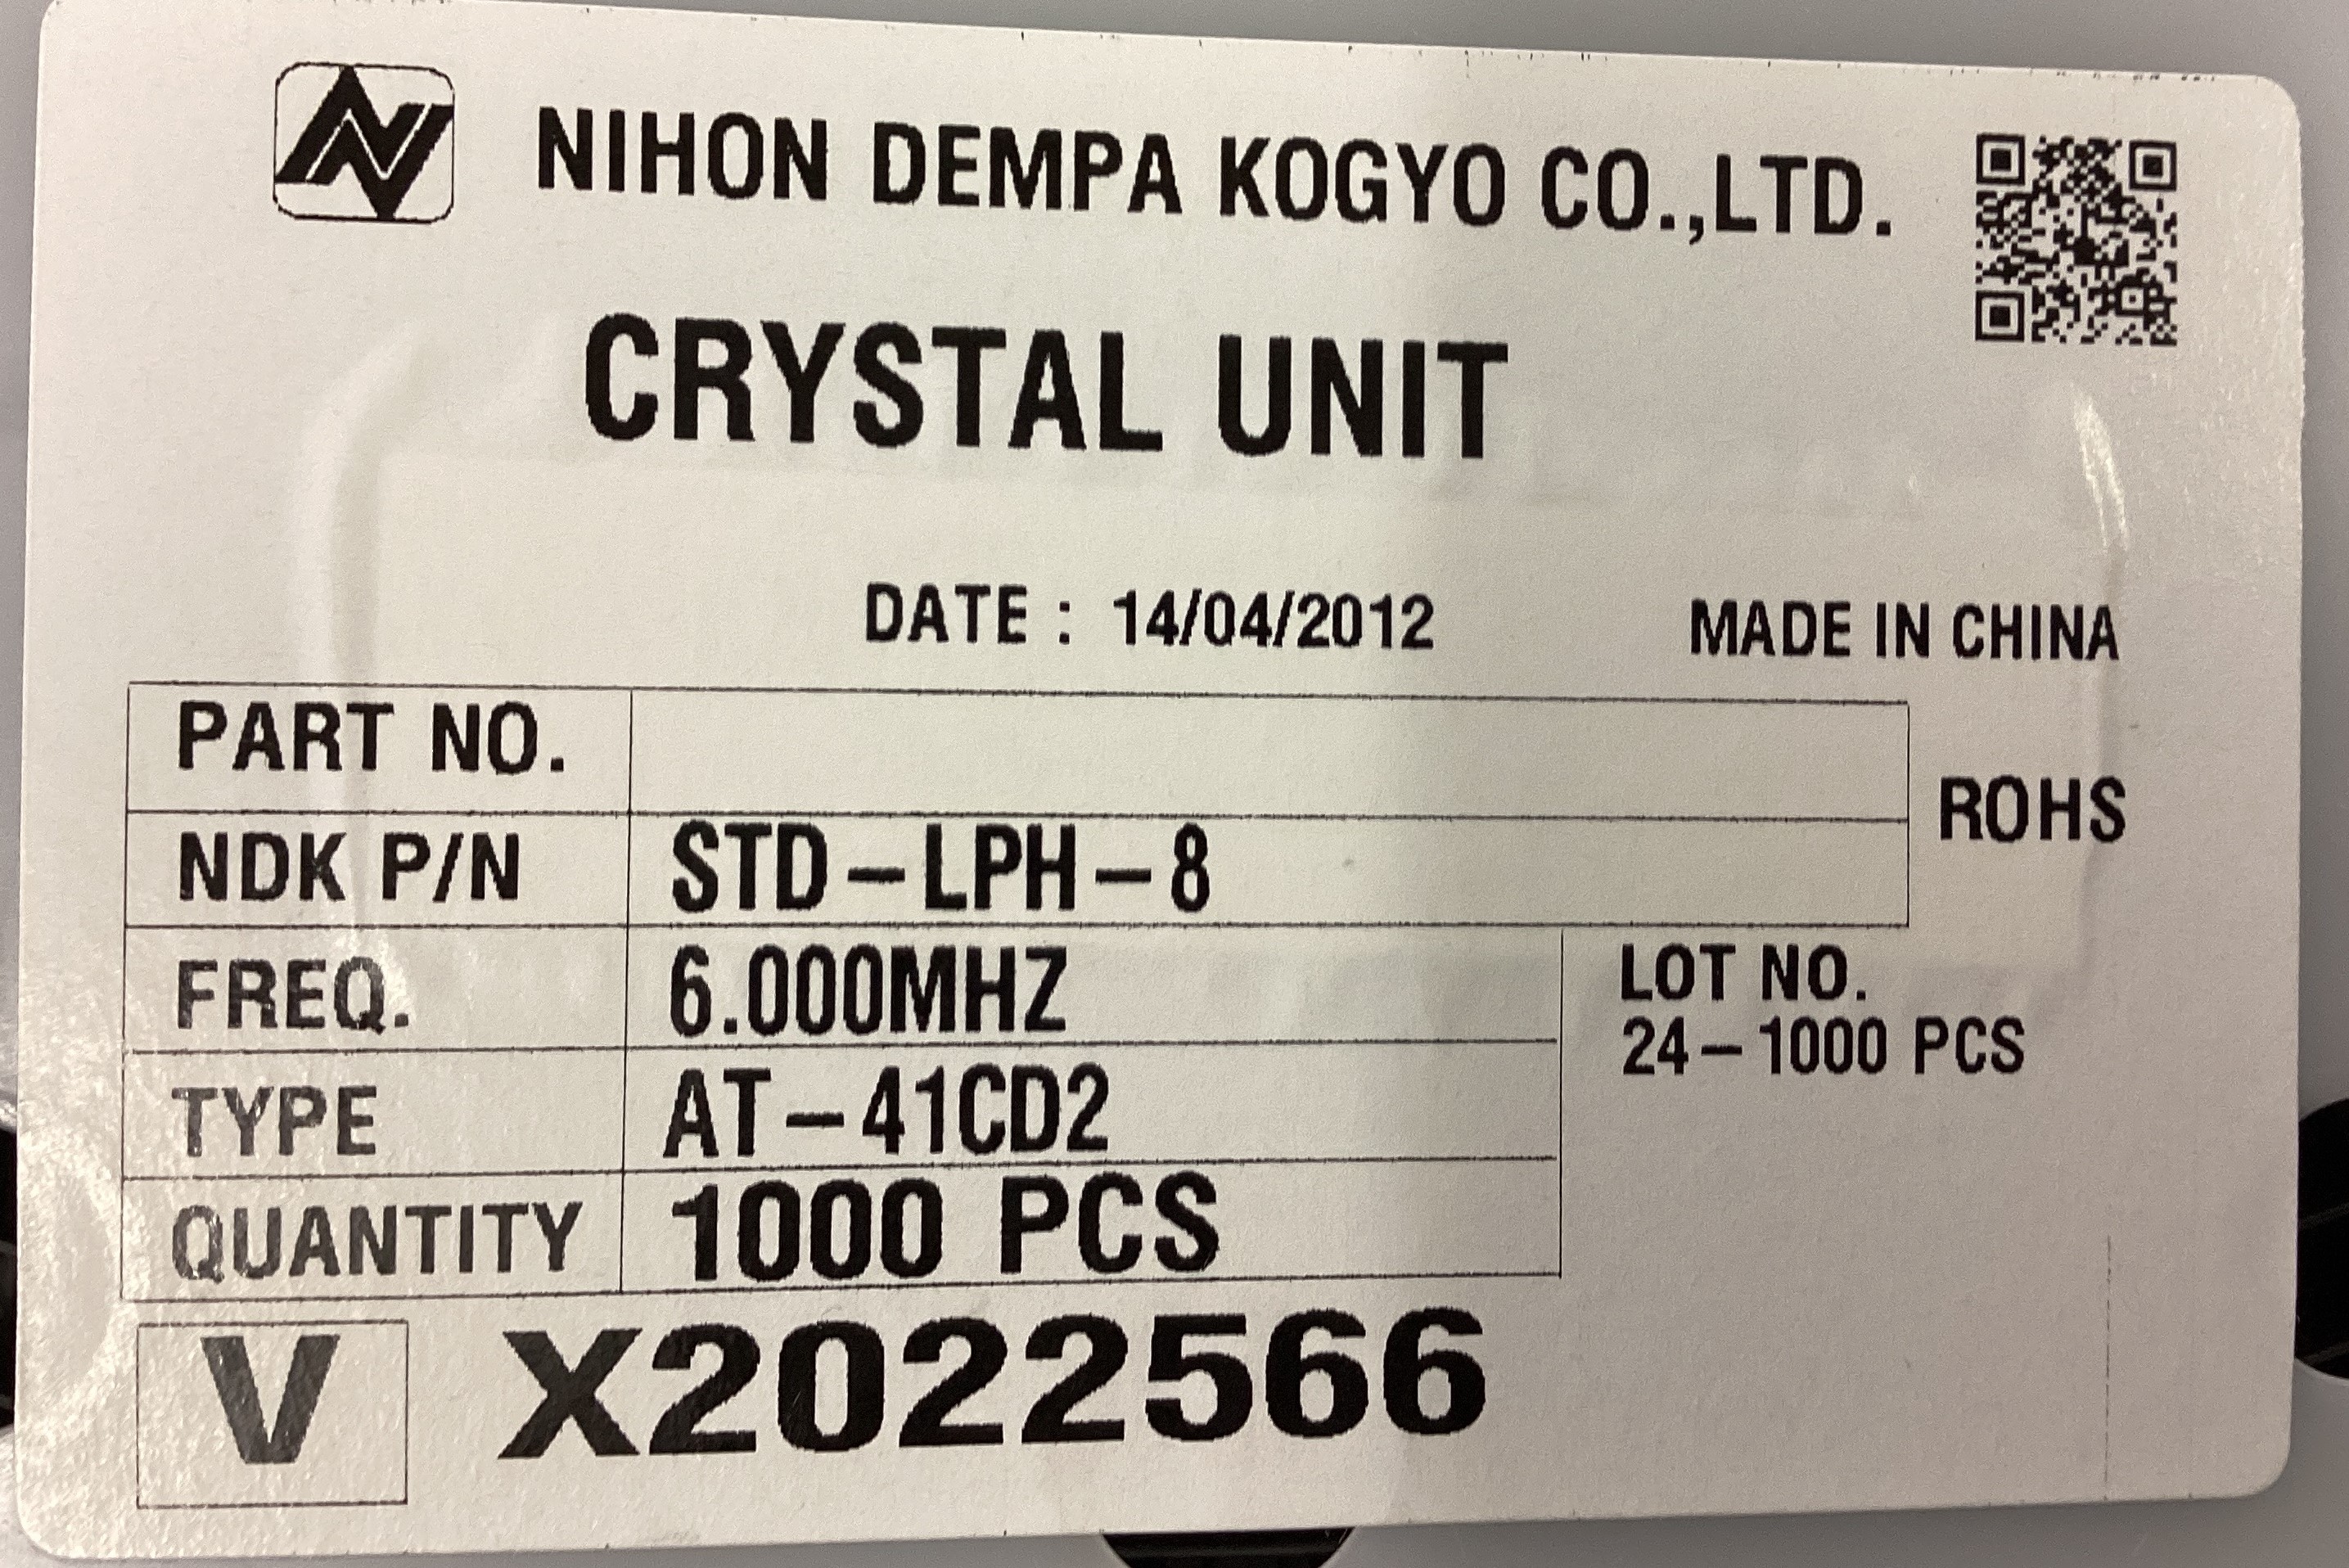 NIHON DEMPA KOGYO CO.,LTD.
CRYSTAL UNIT
DATE : 14/04/2012 MADE IN CHINA
PART NO.
ROHS
NDK P/N STD-LPH-8
FREQ. 6.000MHZ
LOT NO.
24-1000 PCS
TYPE AT-41CD2
QUANTITY 1000 PCS
V X2022566